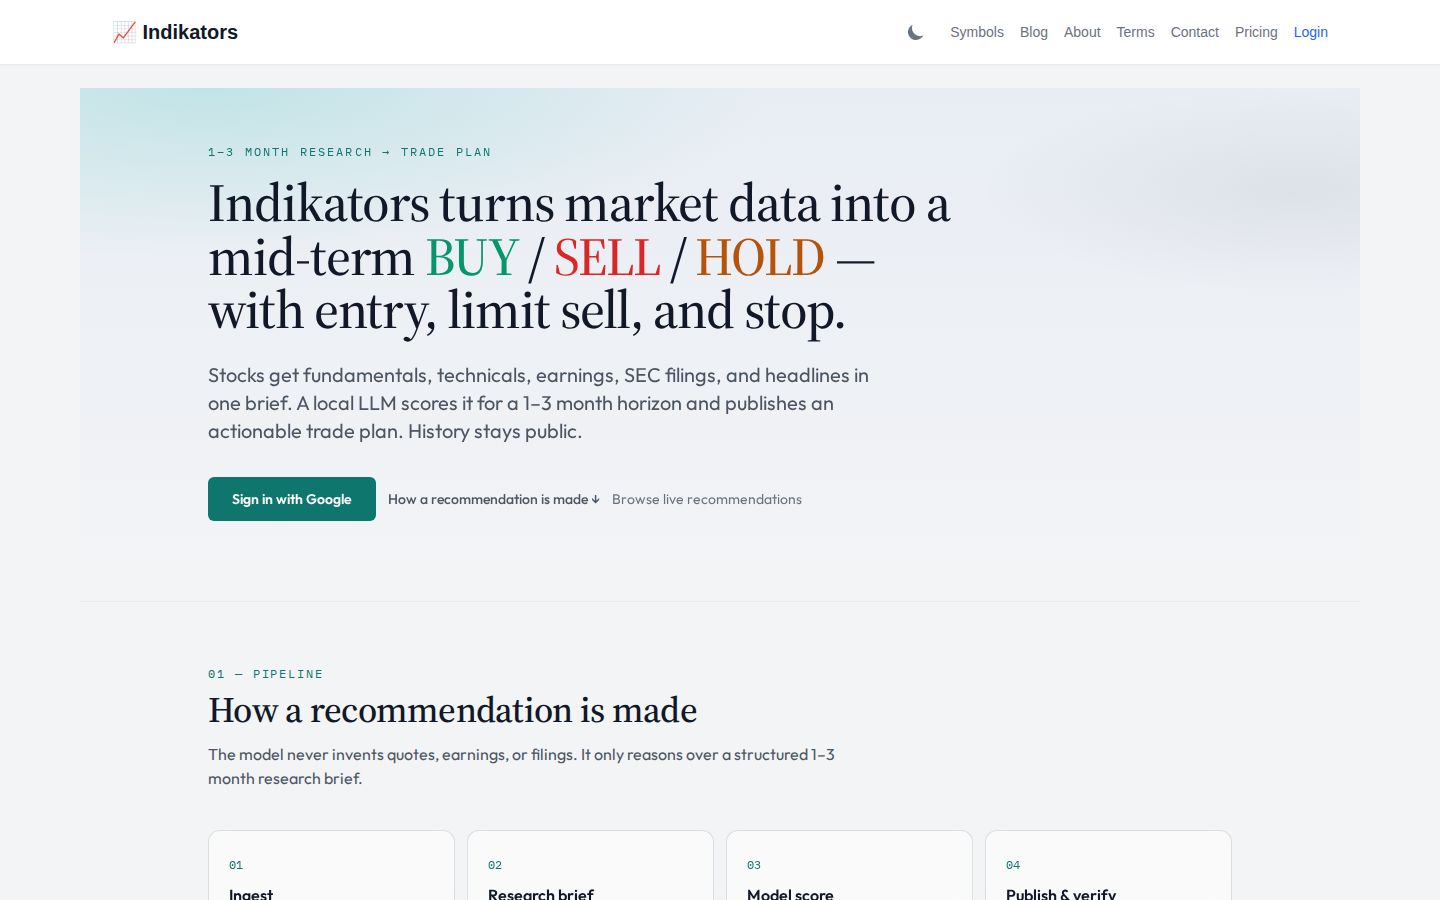 Indikators
Symbols Blog About Terms Contact Pricing Login
1–3 MONTH RESEARCH → TRADE PLAN
Indikators turns market data into a
mid-term BUY / SELL / HOLD —
with entry, limit sell, and stop.
Stocks get fundamentals, technicals, earnings, SEC filings, and headlines in
one brief. A local LLM scores it for a 1–3 month horizon and publishes an
actionable trade plan. History stays public.
Sign in with Google How a recommendation is made ↓ Browse live recommendations
01 — PIPELINE
How a recommendation is made
The model never invents quotes, earnings, or filings. It only reasons over a structured 1–3
month research brief.
01 02 03 04
Ingest Research brief Model score Publish & verify